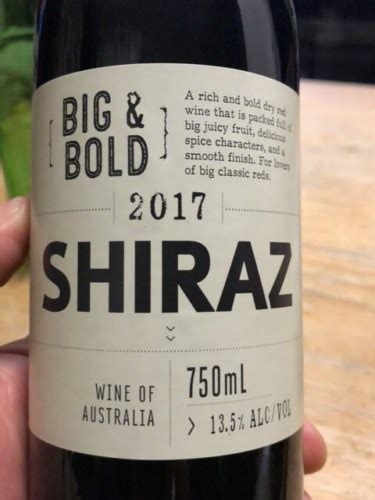 [ BIG &
BOLD ]
A rich and bold dry red
wine that is packed full of
big juicy fruit, delicious
spice characters, and a
smooth finish. For lovers
of big classic reds.
2017
SHIRAZ
WINE OF
AUSTRALIA
750mL
> 13.5% ALC/VOL